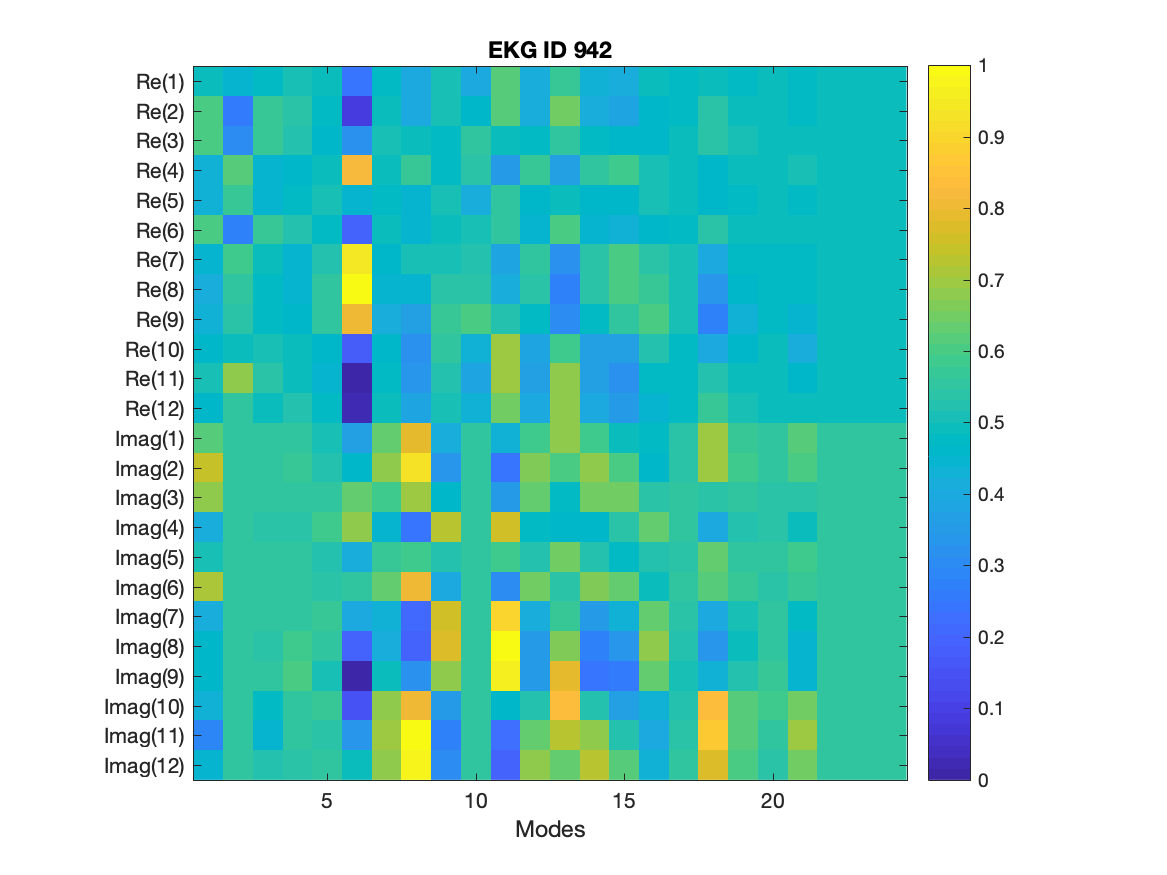 EKG ID 942
Re(1)
Re(2)
Re(3)
Re(4)
Re(5)
Re(6)
Re(7)
Re(8)
Re(9)
Re(10)
Re(11)
Re(12)
Imag(1)
Imag(2)
Imag(3)
Imag(4)
Imag(5)
Imag(6)
Imag(7)
Imag(8)
Imag(9)
Imag(10)
Imag(11)
Imag(12)
5 10 15 20
Modes
1
0.9
0.8
0.7
0.6
0.5
0.4
0.3
0.2
0.1
0